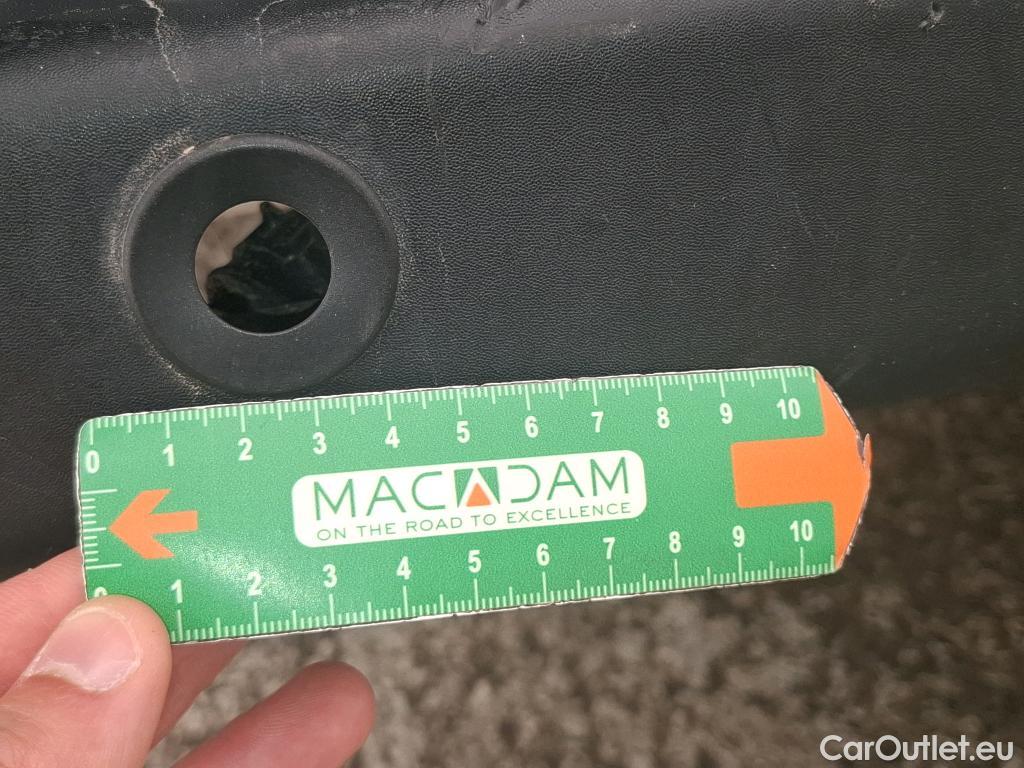 0 1 2 3 4 5 6 7 8 9 10
MACADAM
ON THE ROAD TO EXCELLENCE
1 2 3 4 5 6 7 8 9 10
CarOutlet.eu